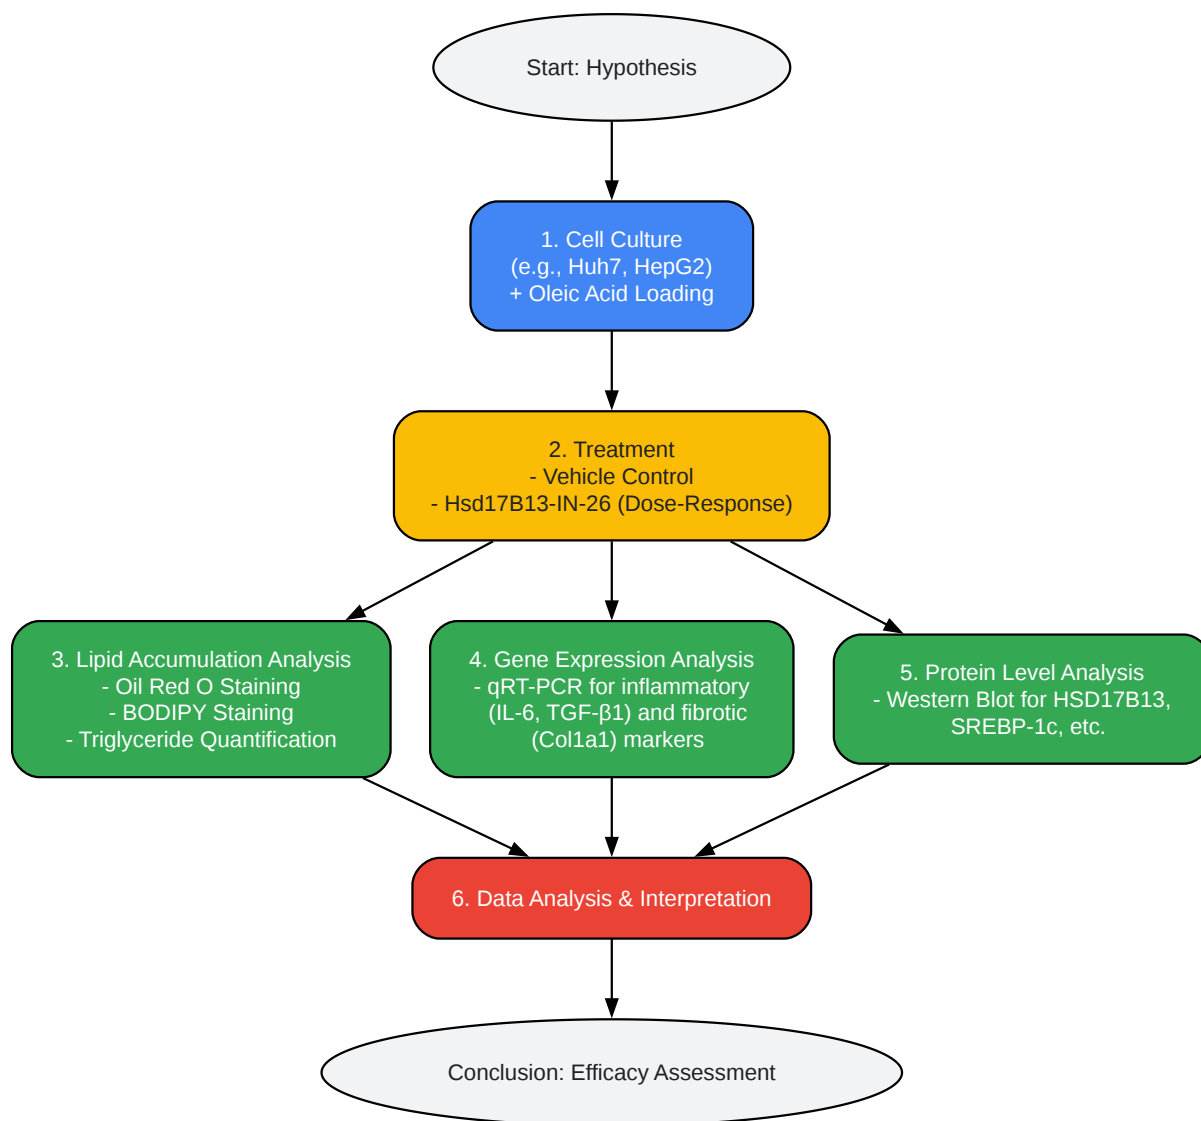 Start: Hypothesis
1. Cell Culture
(e.g., Huh7, HepG2)
+ Oleic Acid Loading
2. Treatment
- Vehicle Control
- Hsd17B13-IN-26 (Dose-Response)
3. Lipid Accumulation Analysis
- Oil Red O Staining
- BODIPY Staining
- Triglyceride Quantification
4. Gene Expression Analysis
- qRT-PCR for inflammatory
(IL-6, TGF-β1) and fibrotic
(Col1a1) markers
5. Protein Level Analysis
- Western Blot for HSD17B13,
SREBP-1c, etc.
6. Data Analysis & Interpretation
Conclusion: Efficacy Assessment